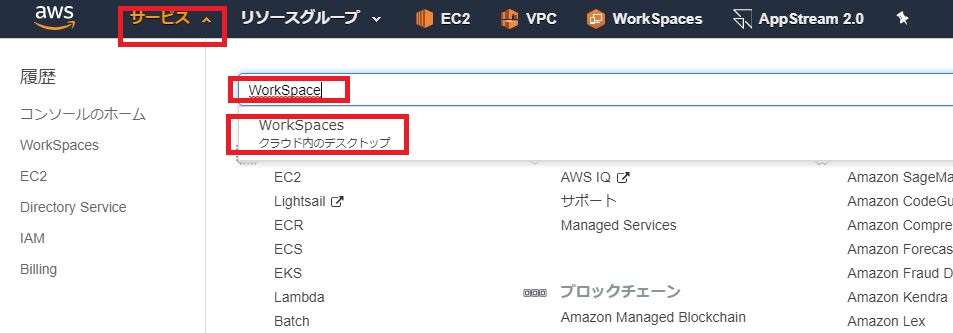 aws サービス リソースグループ EC2 VPC WorkSpaces AppStream 2.0
履歴
コンソールのホーム
WorkSpaces
EC2
Directory Service
IAM
Billing
WorkSpace
WorkSpaces
クラウド内のデスクトップ
EC2
Lightsail
ECR
ECS
EKS
Lambda
Batch
AWS IQ
サポート
Managed Services
ブロックチェーン
Amazon Managed Blockchain
Amazon SageMa
Amazon CodeGu
Amazon Compre
Amazon Forecas
Amazon Fraud D
Amazon Kendra
Amazon Lex